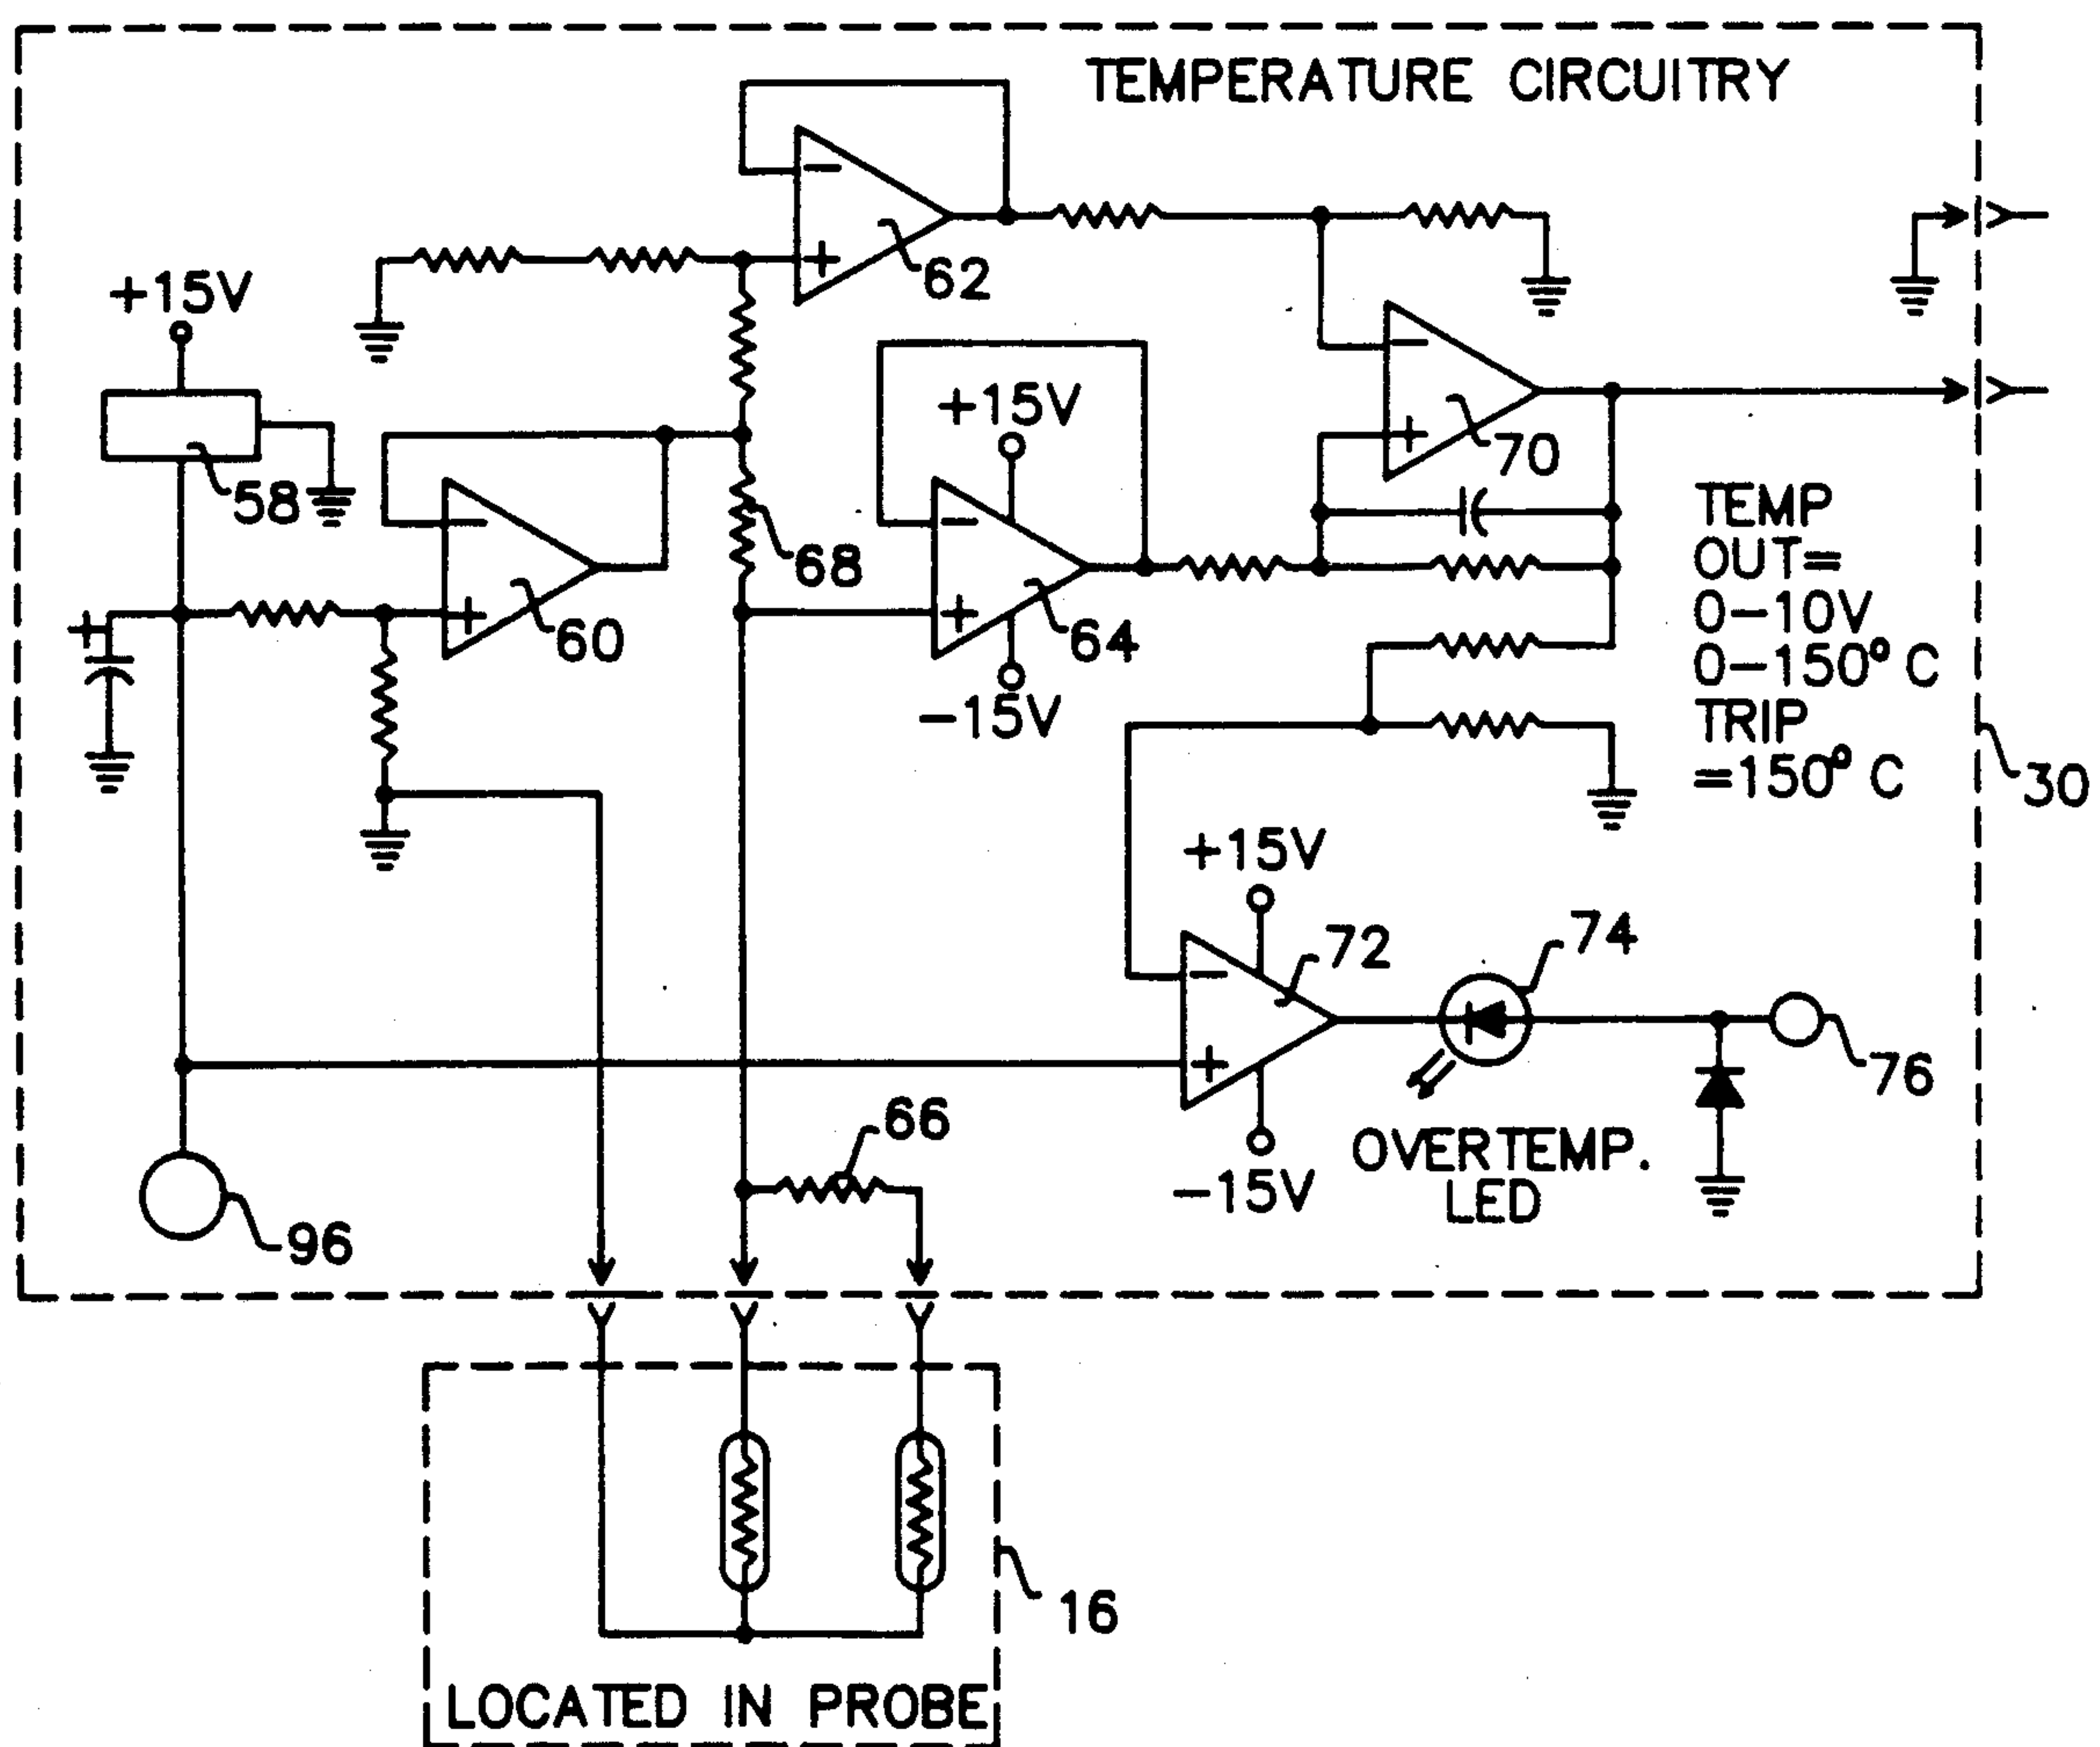 TEMPERATURE CIRCUITRY
62
+15V
58
+15V
70
68
60
64
-15V
TEMP
OUT=
0-10V
0-150° C
TRIP
=150° C
30
+15V
72
74
76
-15V
OVERTEMP.
LED
66
96
16
LOCATED IN PROBE